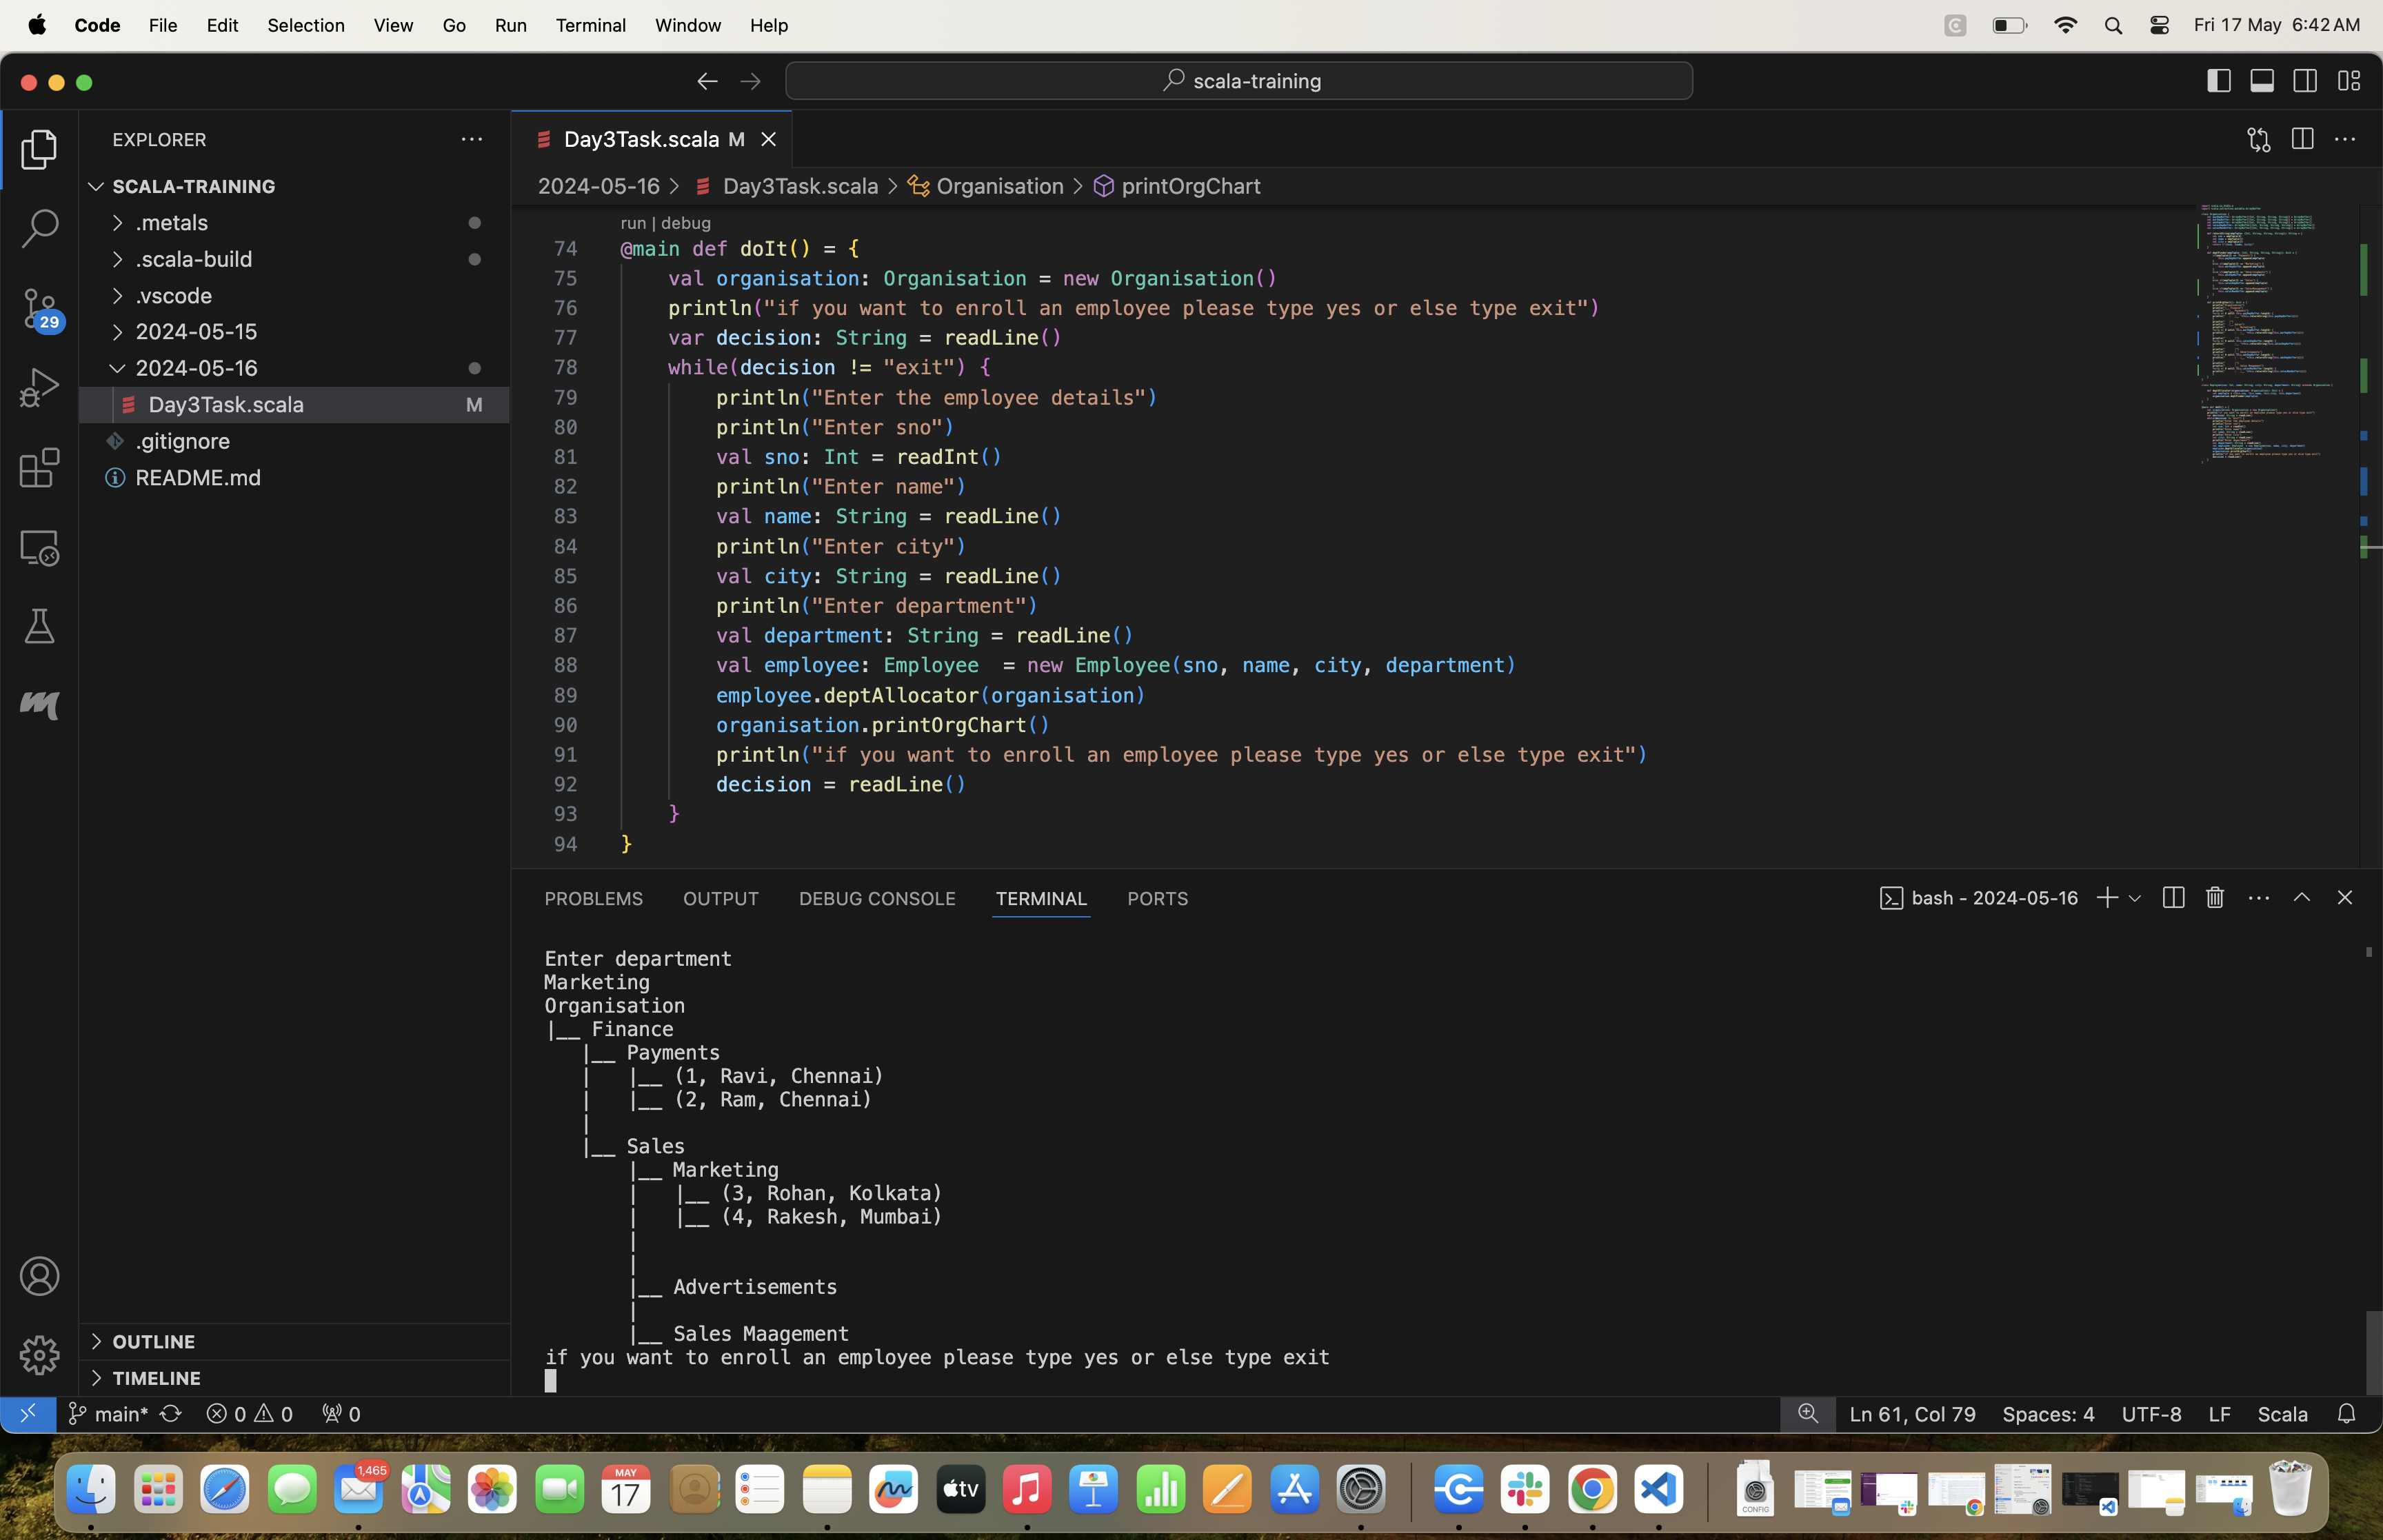 Code File Edit Selection View Go Run Terminal Window Help Fri 17 May 6:42 AM
scala-training
EXPLORER
SCALA-TRAINING
.metals
.scala-build
.vscode
2024-05-15
2024-05-16
Day3Task.scala M
.gitignore
README.md
29
OUTLINE
TIMELINE
Day3Task.scala M
2024-05-16 > Day3Task.scala > Organisation > printOrgChart
run | debug
74 @main def doIt() = {
75     val organisation: Organisation = new Organisation()
76     println("if you want to enroll an employee please type yes or else type exit")
77     var decision: String = readLine()
78     while(decision != "exit") {
79         println("Enter the employee details")
80         println("Enter sno")
81         val sno: Int = readInt()
82         println("Enter name")
83         val name: String = readLine()
84         println("Enter city")
85         val city: String = readLine()
86         println("Enter department")
87         val department: String = readLine()
88         val employee: Employee  = new Employee(sno, name, city, department)
89         employee.deptAllocator(organisation)
90         organisation.printOrgChart()
91         println("if you want to enroll an employee please type yes or else type exit")
92         decision = readLine()
93     }
94 }
PROBLEMS OUTPUT DEBUG CONSOLE TERMINAL PORTS
bash - 2024-05-16
Enter department
Marketing
Organisation
|__ Finance
   |__ Payments
   |   |__ (1, Ravi, Chennai)
   |   |__ (2, Ram, Chennai)
   |
   |__ Sales
       |__ Marketing
       |   |__ (3, Rohan, Kolkata)
       |   |__ (4, Rakesh, Mumbai)
       |
       |
       |__ Advertisements
       |
       |__ Sales Maagement
if you want to enroll an employee please type yes or else type exit
main* 0 0 0 Ln 61, Col 79 Spaces: 4 UTF-8 LF Scala
1,465
MAY
17
tv
CONFIG